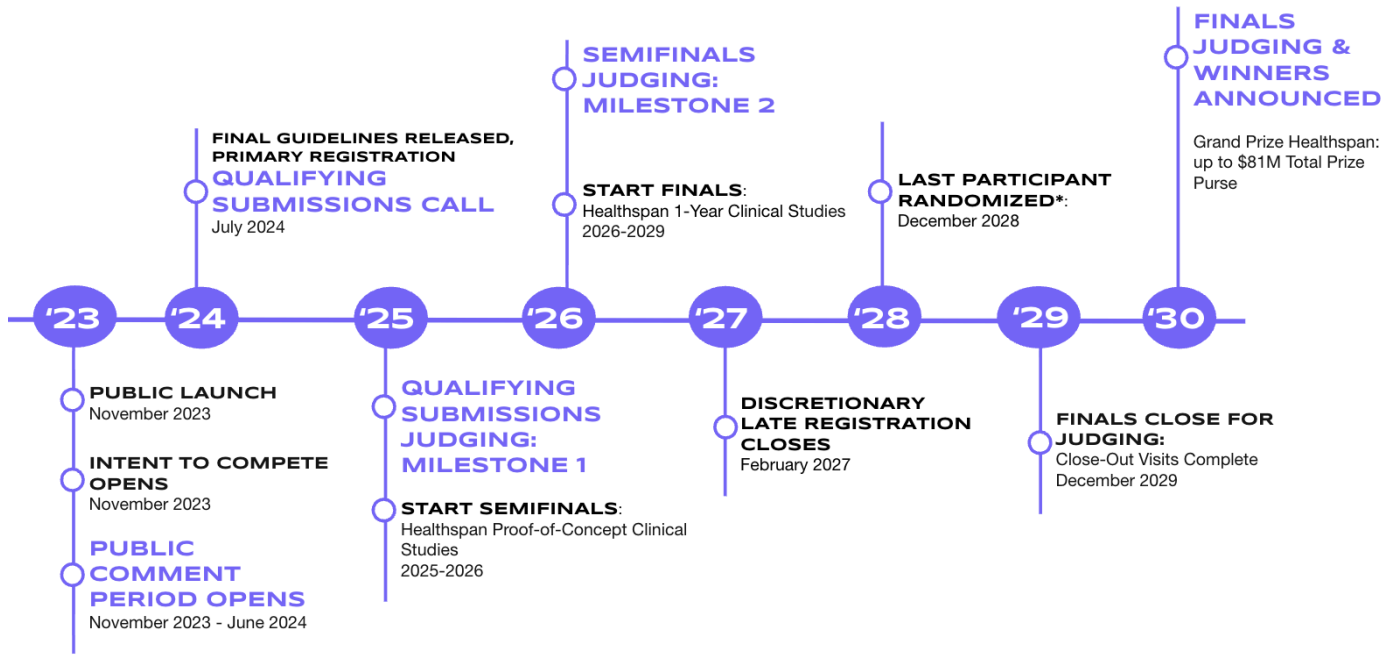 FINALS
JUDGING &
WINNERS
ANNOUNCED
Grand Prize Healthspan:
up to $81M Total Prize
Purse
SEMIFINALS
JUDGING:
MILESTONE 2
START FINALS:
Healthspan 1-Year Clinical Studies
2026-2029
FINAL GUIDELINES RELEASED,
PRIMARY REGISTRATION
QUALIFYING
SUBMISSIONS CALL
July 2024
LAST PARTICIPANT
RANDOMIZED*:
December 2028
‘23
‘24
‘25
‘26
‘27
‘28
‘29
‘30
PUBLIC LAUNCH
November 2023
INTENT TO COMPETE
OPENS
November 2023
PUBLIC
COMMENT
PERIOD OPENS
November 2023 - June 2024
QUALIFYING
SUBMISSIONS
JUDGING:
MILESTONE 1
START SEMIFINALS:
Healthspan Proof-of-Concept Clinical
Studies
2025-2026
DISCRETIONARY
LATE REGISTRATION
CLOSES
February 2027
FINALS CLOSE FOR
JUDGING:
Close-Out Visits Complete
December 2029